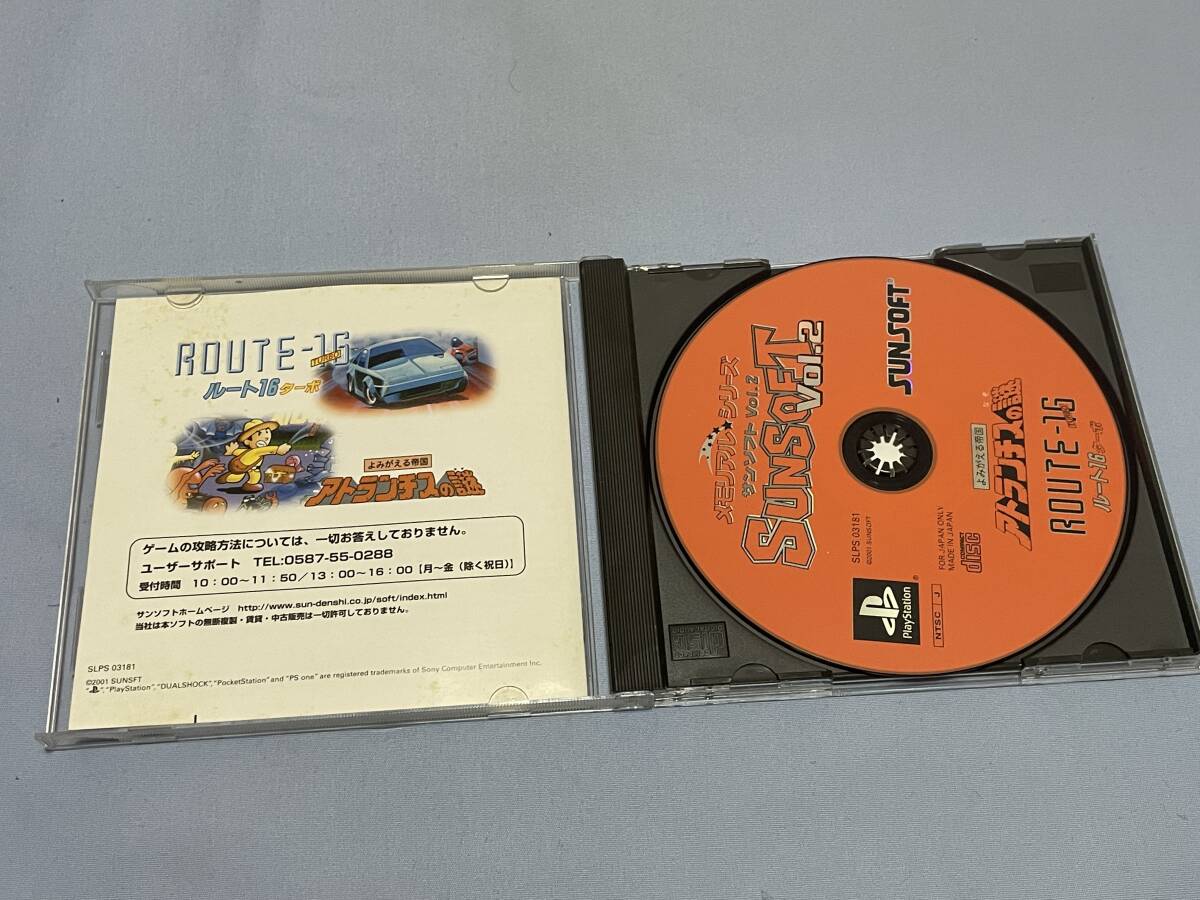 ROUTE-16
TURBO
ルート16ターボ
よみがえる帝国
アトランチスの謎
ゲームの攻略方法については、一切お答えしておりません。
ユーザーサポート TEL:0587-55-0288
受付時間 10:00~11:50/13:00~16:00【月~金(除く祝日)】
サンソフトホームページ http://www.sun-denshi.co.jp/soft/index.html
当社は本ソフトの無断複製・賃貸・中古販売は一切許可しておりません。
SLPS 03181
©2001 SUNSFT
" ", "PlayStation", "DUALSHOCK", "PocketStation" and "PS one" are registered trademarks of Sony Computer Entertainment Inc.
メモリアル☆シリーズ
サンソフト Vol.2
SUNSOFT
Vol.2
SUNSOFT
SLPS 03181
©2001 SUNSOFT
よみがえる帝国
アトランチスの謎
なぞ
ROUTE-16
TURBO
ルート16ターボ
FOR JAPAN ONLY
MADE IN JAPAN
COMPACT
disc
PlayStation
NTSC J